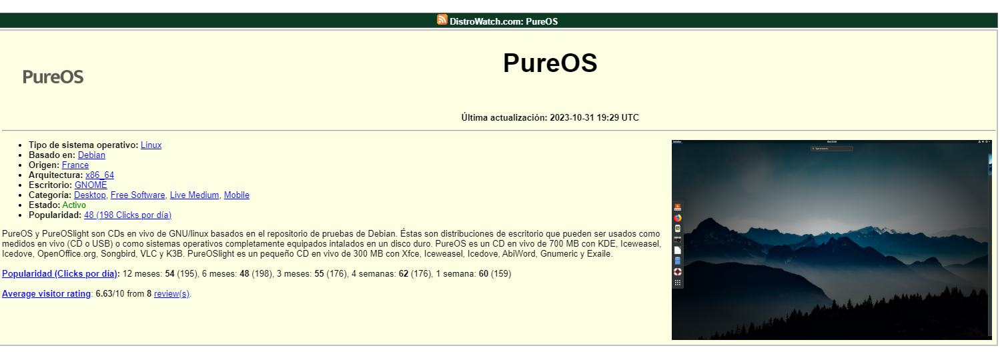 DistroWatch.com: PureOS
PureOS
PureOS
Última actualización: 2023-10-31 19:29 UTC
Tipo de sistema operativo: Linux
Basado en: Debian
Origen: France
Arquitectura: x86_64
Escritorio: GNOME
Categoría: Desktop, Free Software, Live Medium, Mobile
Estado: Activo
Popularidad: 48 (198 Clicks por día)
PureOS y PureOSlight son CDs en vivo de GNU/linux basados en el repositorio de pruebas de Debian. Éstas son distribuciones de escritorio que pueden ser usados como
medidos en vivo (CD o USB) o como sistemas operativos completamente equipados intalados en un disco duro. PureOS es un CD en vivo de 700 MB con KDE, Iceweasel,
Icedove, OpenOffice.org, Songbird, VLC y K3B. PureOSlight es un pequeño CD en vivo de 300 MB con Xfce, Iceweasel, Icedove, AbiWord, Gnumeric y Exaile.
Popularidad (Clicks por día): 12 meses: 54 (195), 6 meses: 48 (198), 3 meses: 55 (176), 4 semanas: 62 (176), 1 semana: 60 (159)
Average visitor rating: 6.63/10 from 8 review(s).